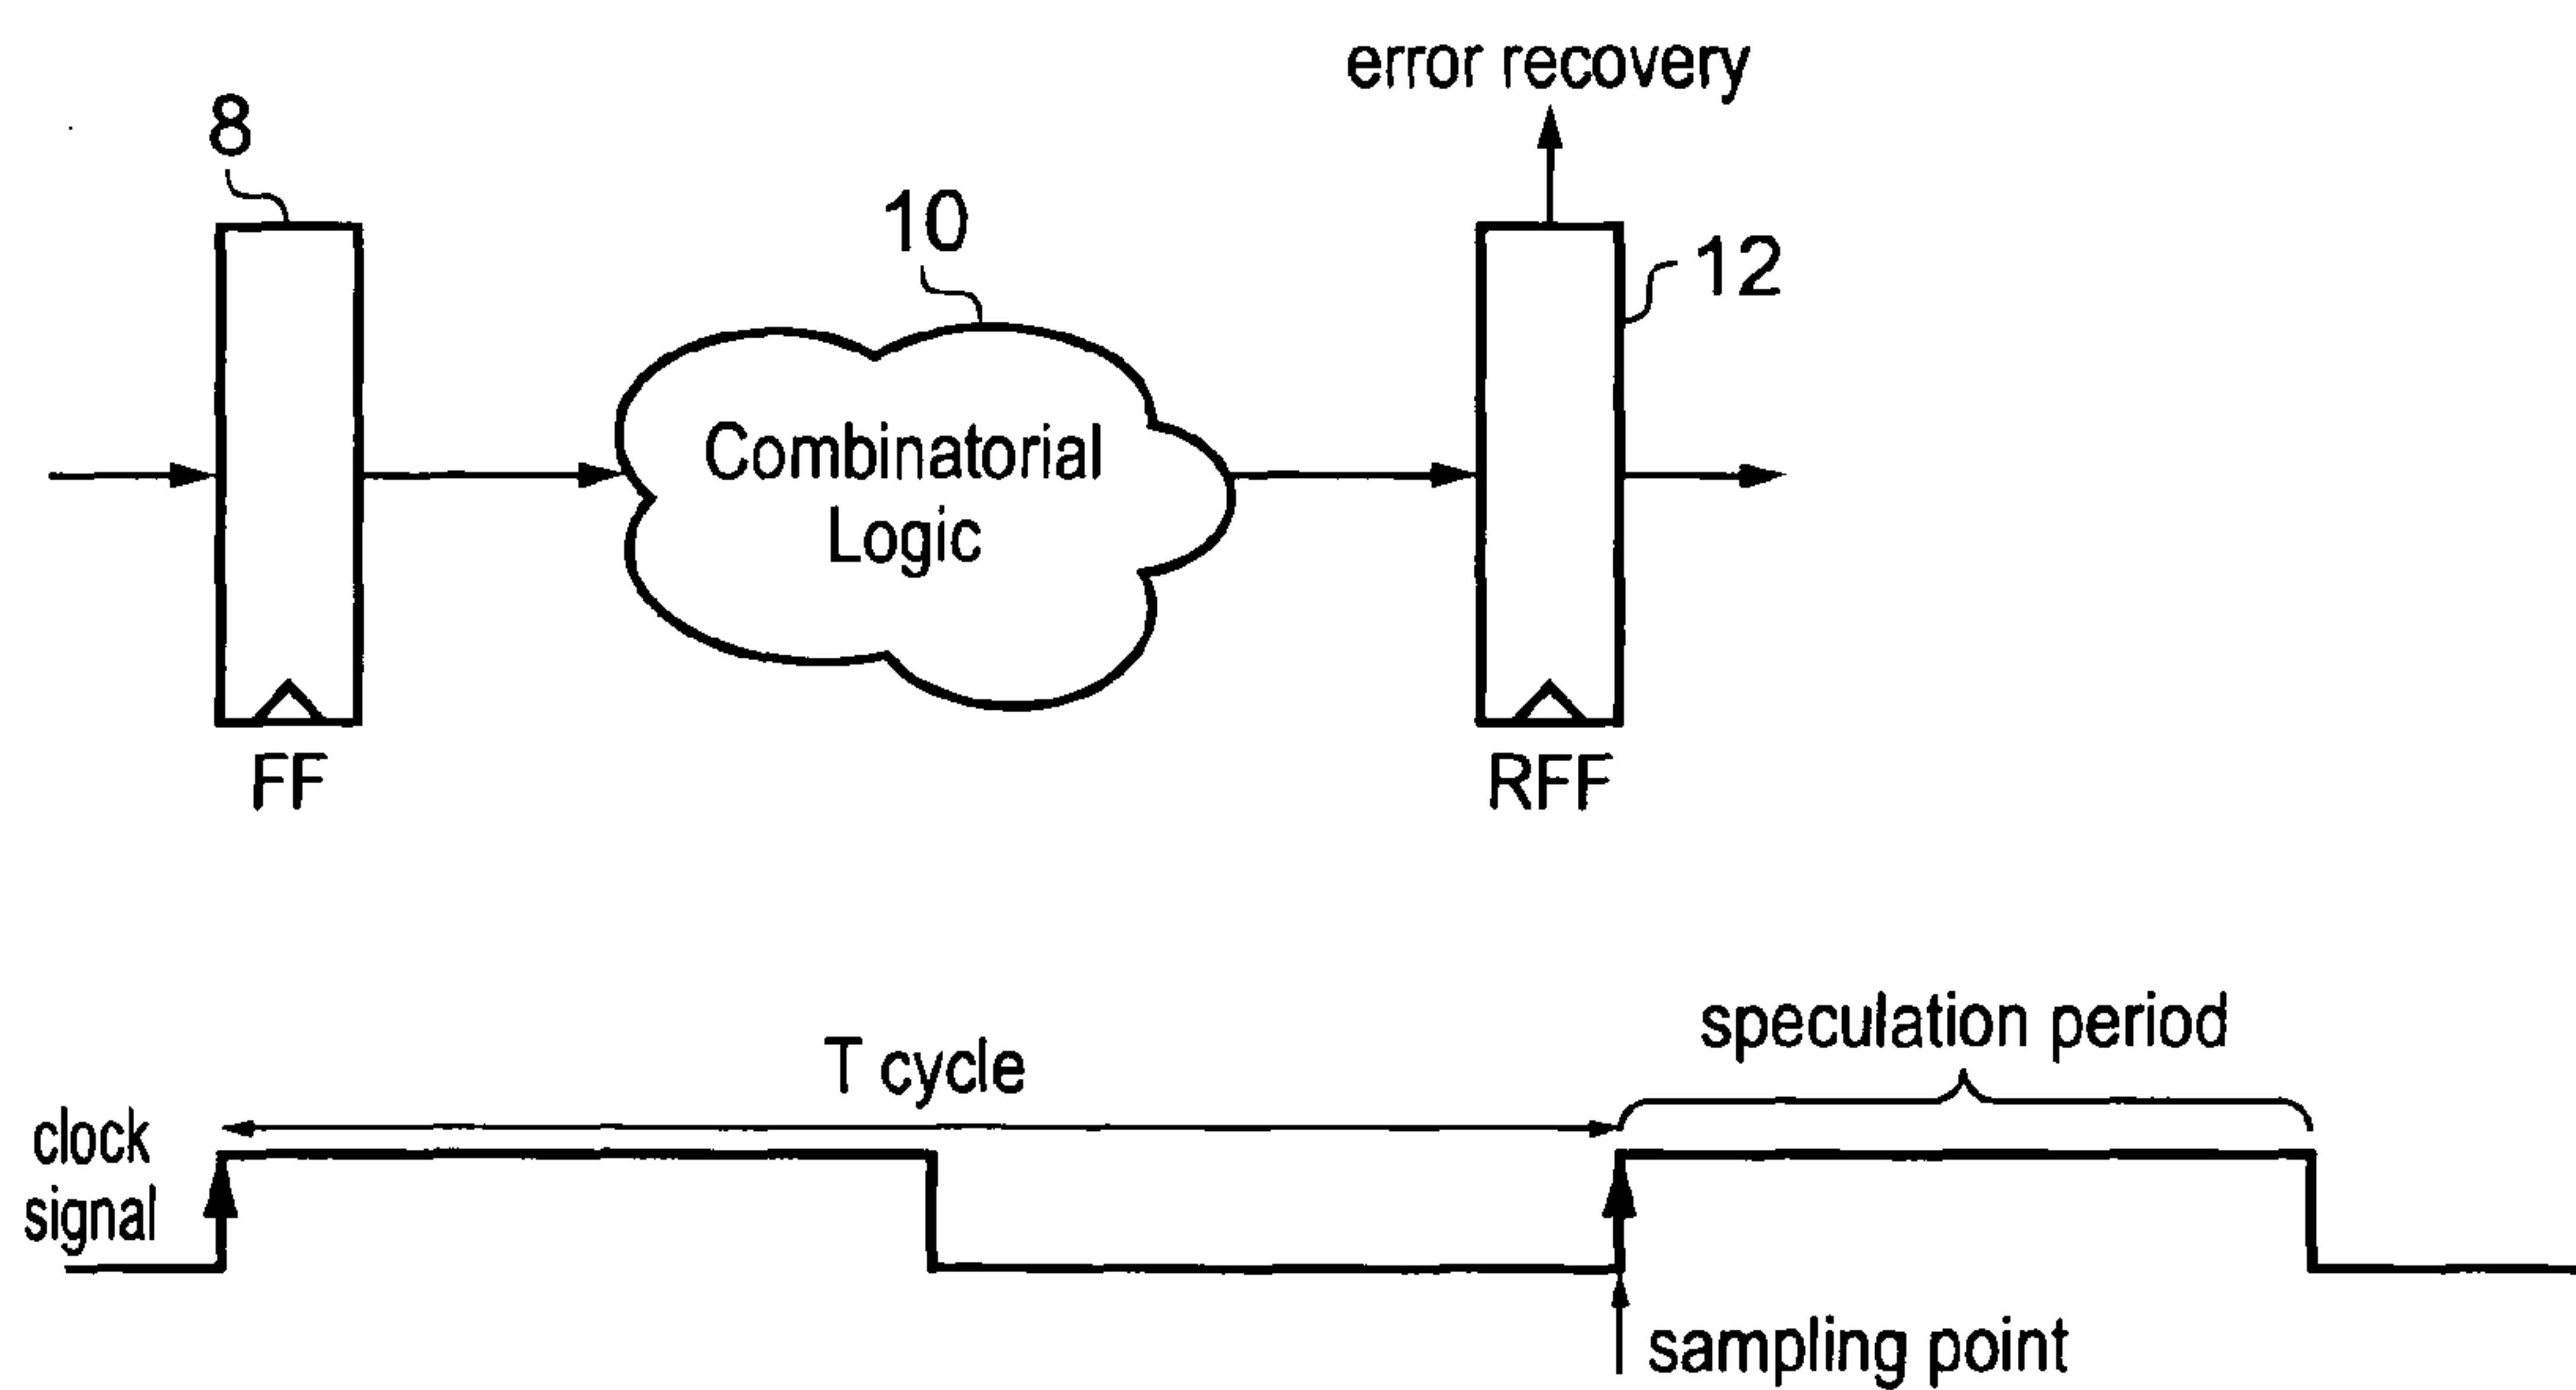 error recovery
8
10
12
Combinatorial
Logic
FF
RFF
speculation period
T cycle
clock
signal
sampling point